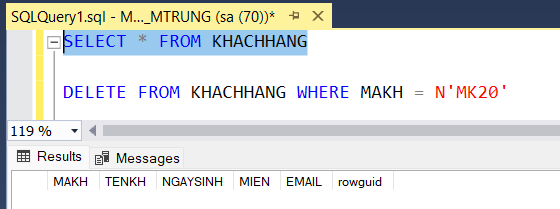 SQLQuery1.sql - M..._MTRUNG (sa (70))*
SELECT * FROM KHACHHANG
DELETE FROM KHACHHANG WHERE MAKH = N'MK20'
119 %
Results Messages
MAKH TENKH NGAYSINH MIEN EMAIL rowguid